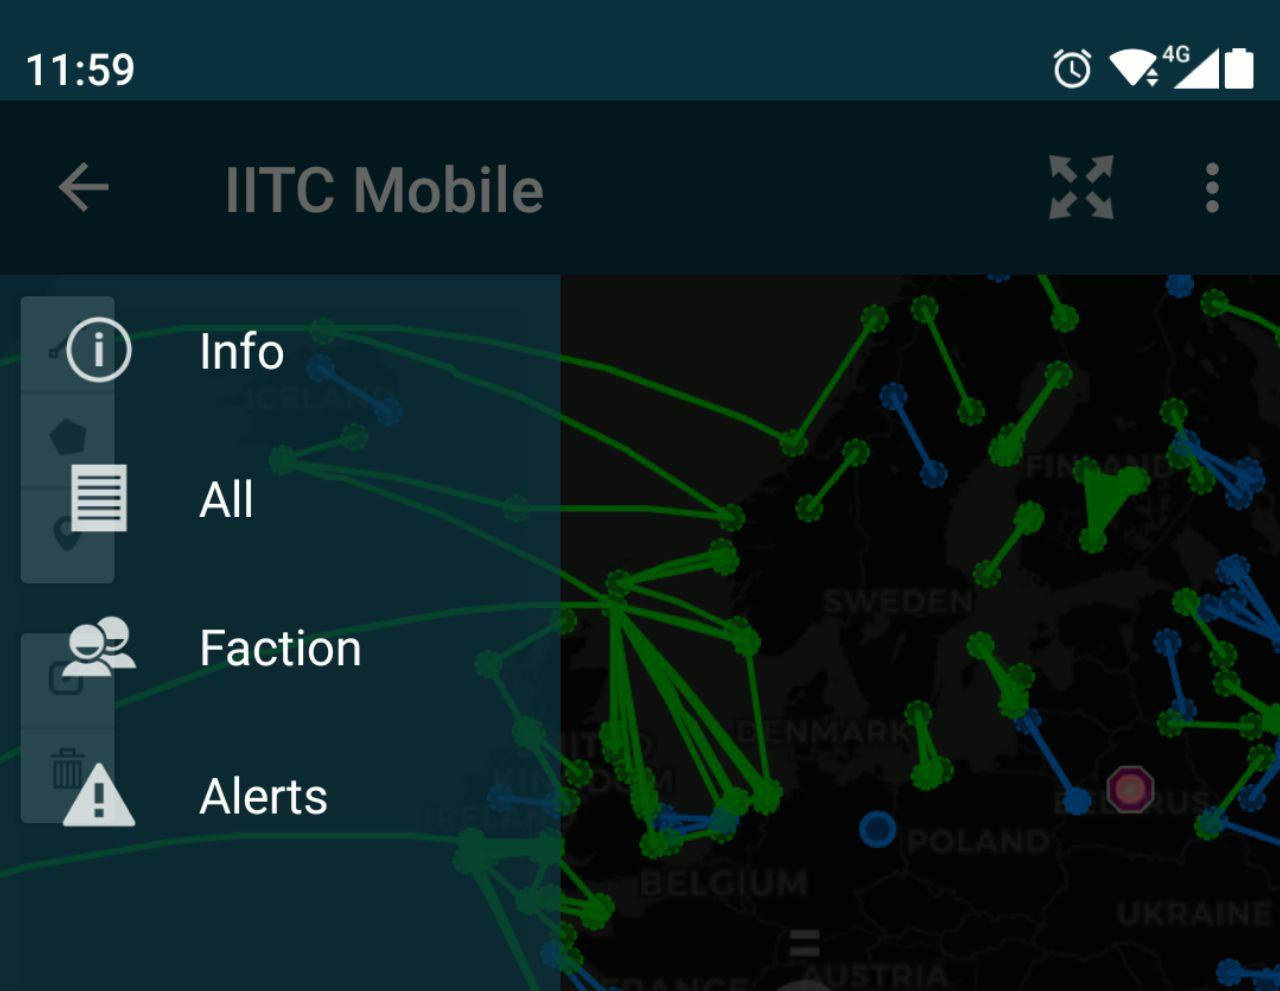 11:59
4G
IITC Mobile
Info
ICELAND
All
FINLAND
SWEDEN
Faction
DENMARK
UNITED
KINGDOM
Alerts
BELARUS
IRELAND
POLAND
BELGIUM
UKRAINE
AUSTRIA
FRANCE